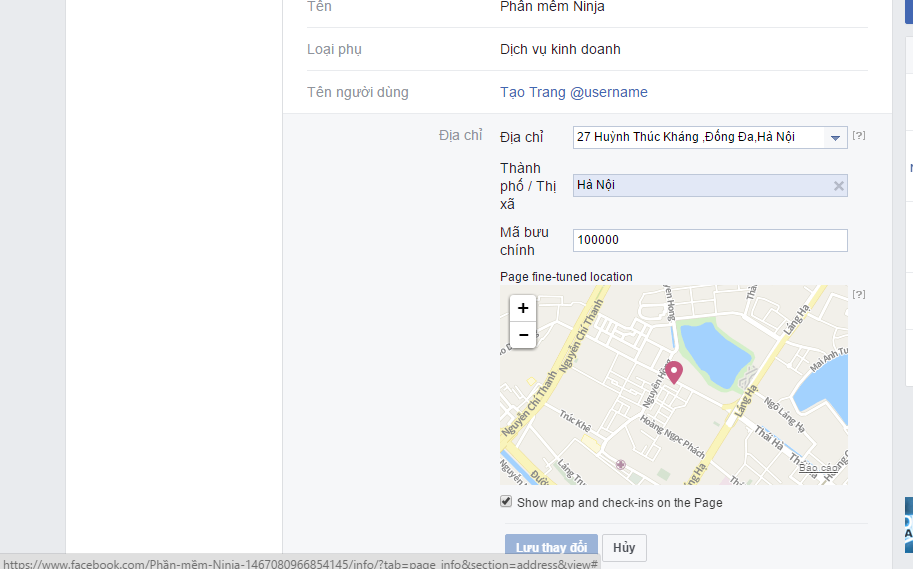 Tên
Phần mềm Ninja
Loại phụ
Dịch vụ kinh doanh
Tên người dùng
Tạo Trang @username
Địa chỉ
Địa chỉ
27 Huỳnh Thúc Kháng ,Đống Đa,Hà Nội
[?]
Thành
phố / Thị
xã
Hà Nội
Mã bưu
chính
100000
Page fine-tuned location
[?]
+
−
Nguyễn Chí Thanh
Láng Hạ
Mai Anh Tu
Nguyên Hồng
Nguyễn Chí Thanh
Láng Hạ
Ngõ Láng Hạ
Trúc Khê
Hoàng Ngọc Phách
Thái Hà
Báo cáo
Show map and check-ins on the Page
Lưu thay đổi
Hủy
https://www.facebook.com/Phần-mềm-Ninja-1467080966854145/info/?tab=page_info&section=address&view#